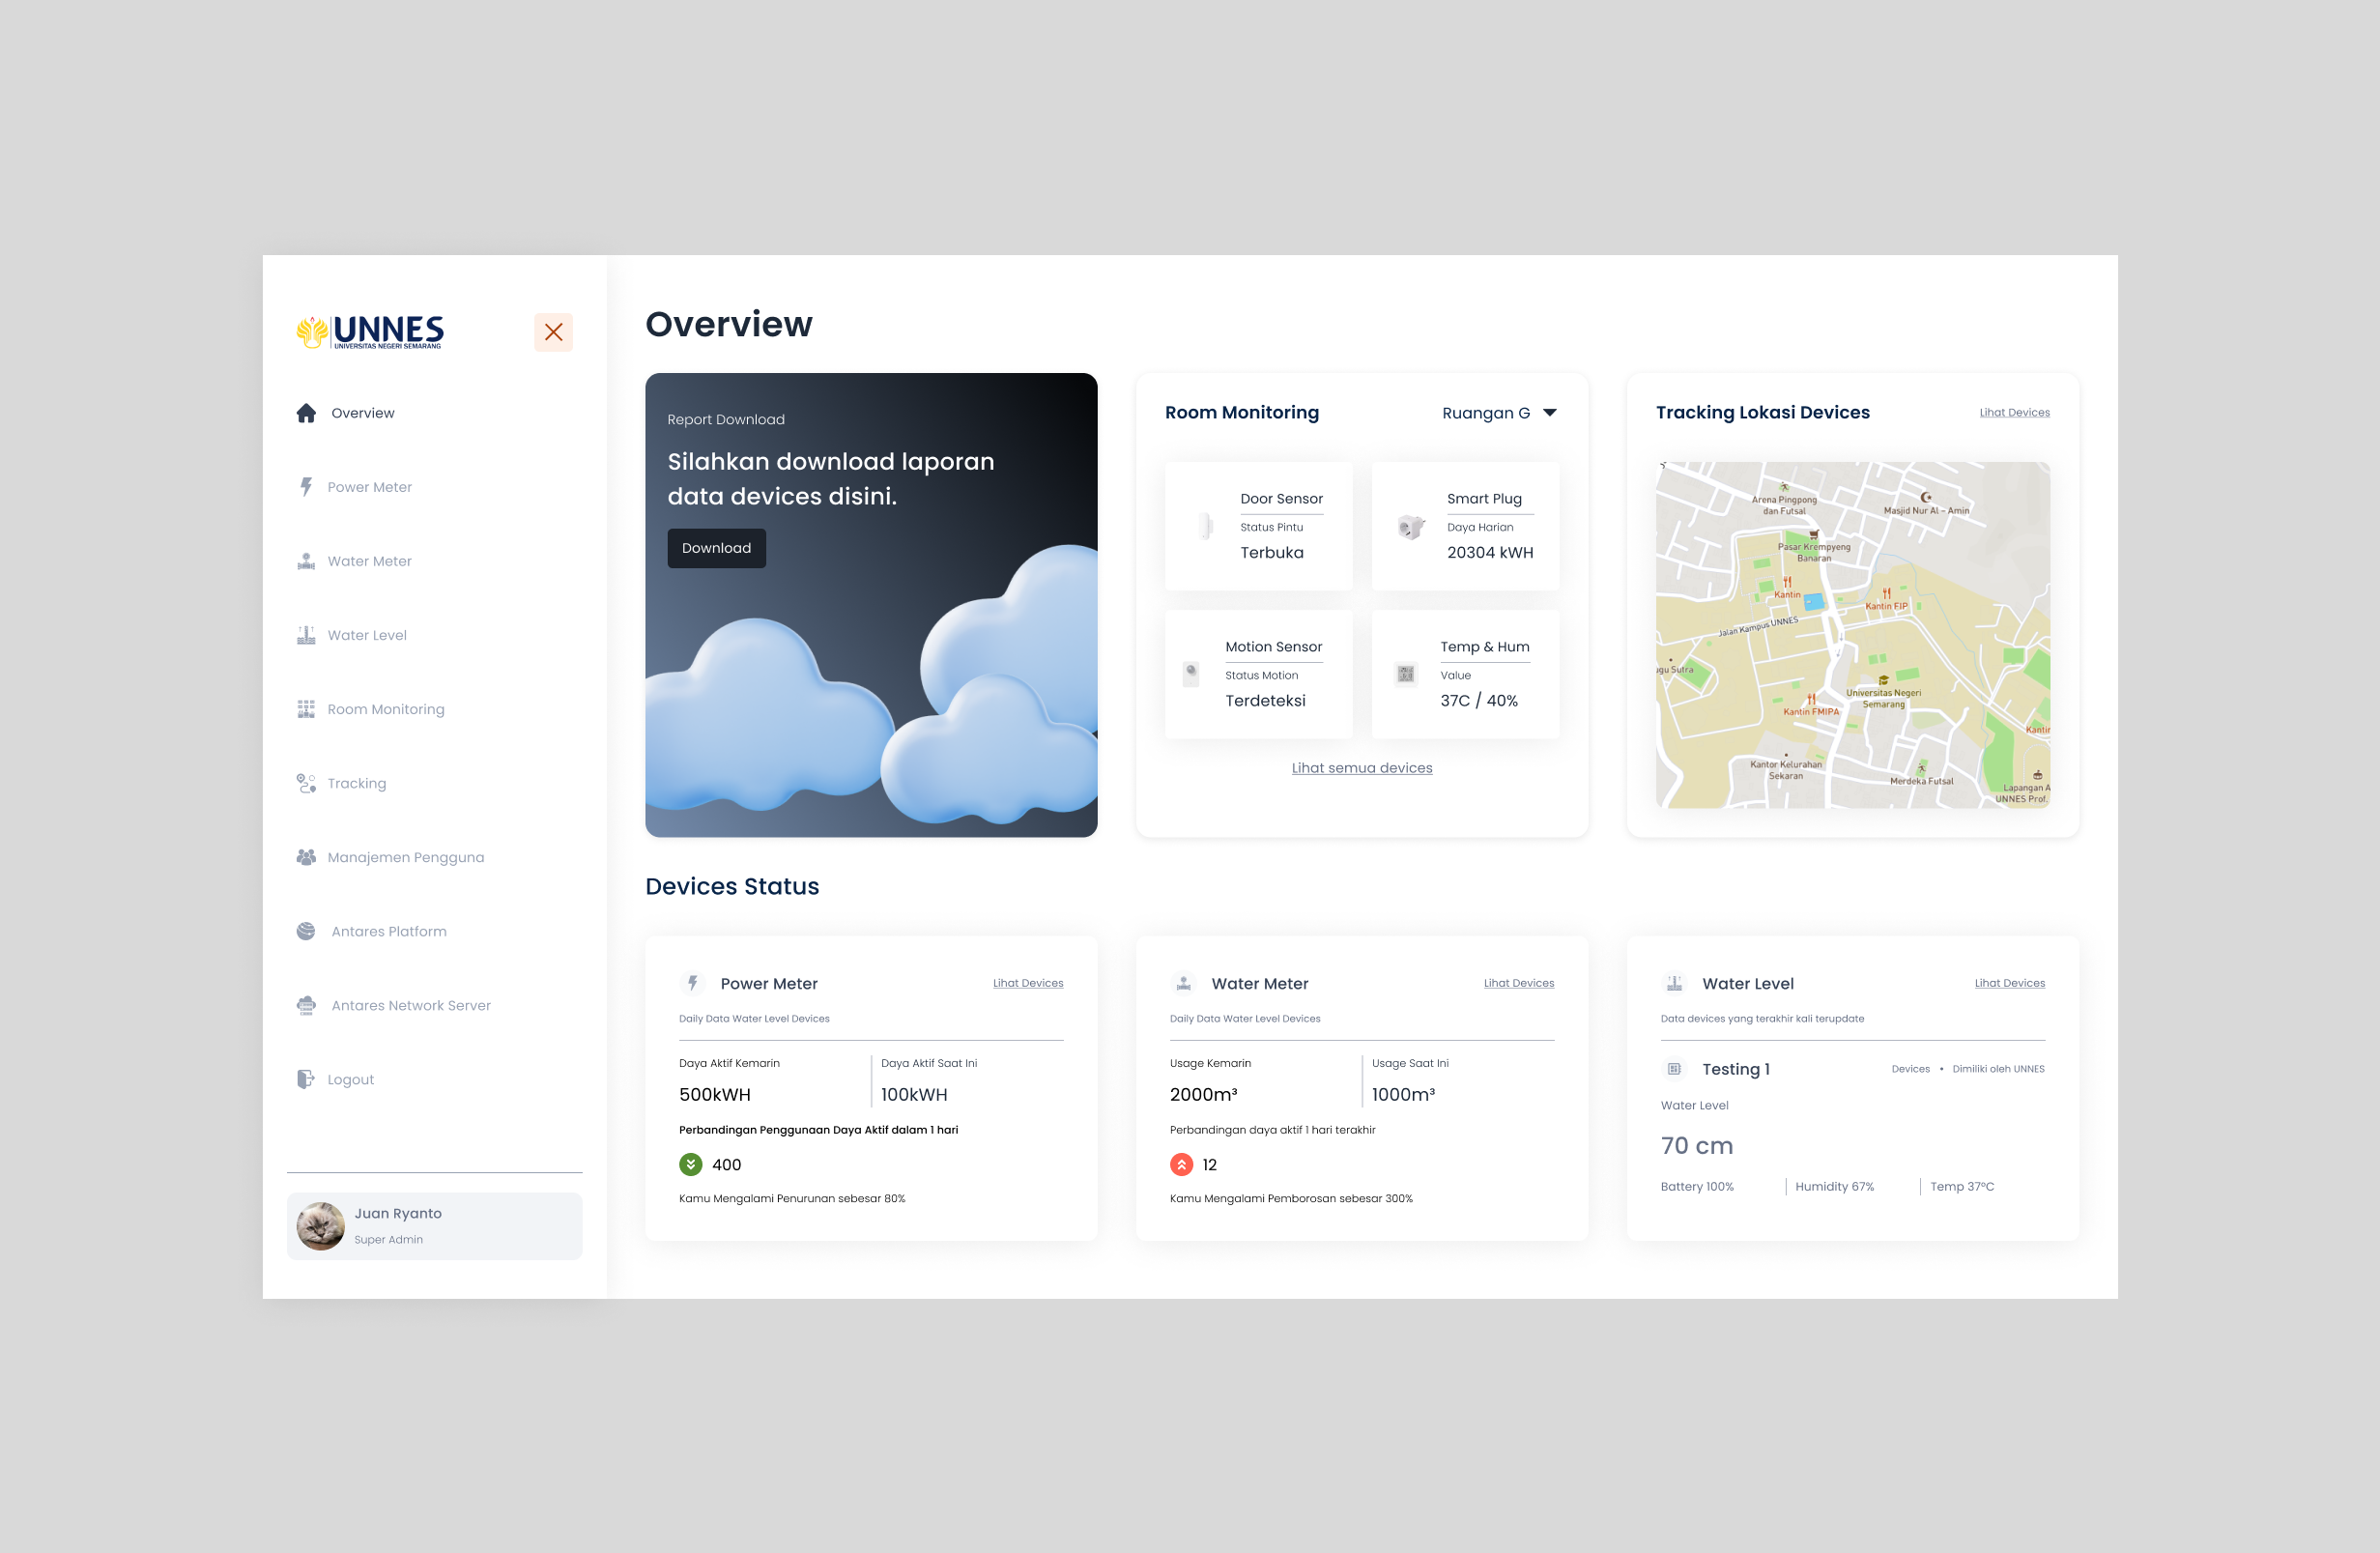 UNNES
UNIVERSITAS NEGERI SEMARANG
Overview
Power Meter
Water Meter
Water Level
Room Monitoring
Tracking
Manajemen Pengguna
Antares Platform
Antares Network Server
Logout
Juan Ryanto
Super Admin
Overview
Report Download
Silahkan download laporan
data devices disini.
Download
Room Monitoring
Ruangan G
Door Sensor
Status Pintu
Terbuka
Smart Plug
Daya Harian
20304 kWH
Motion Sensor
Status Motion
Terdeteksi
Temp & Hum
Value
37C / 40%
Lihat semua devices
Tracking Lokasi Devices
Lihat Devices
Arena Pingpong
dan Futsal
Masjid Nur Al - Amin
Pasar Krempyeng
Banaran
Kantin
Kantin FIP
Jalan Kampus UNNES
ugu Sutra
Universitas Negeri
Semarang
Kantin FMIPA
Kantin
Kantor Kelurahan
Sekaran
Merdeka Futsal
Lapangan A
UNNES Prof.
Devices Status
Power Meter
Lihat Devices
Daily Data Water Level Devices
Daya Aktif Kemarin
500kWH
Daya Aktif Saat Ini
100kWH
Perbandingan Penggunaan Daya Aktif dalam 1 hari
400
Kamu Mengalami Penurunan sebesar 80%
Water Meter
Lihat Devices
Daily Data Water Level Devices
Usage Kemarin
2000m³
Usage Saat Ini
1000m³
Perbandingan daya aktif 1 hari terakhir
12
Kamu Mengalami Pemborosan sebesar 300%
Water Level
Lihat Devices
Data devices yang terakhir kali terupdate
Testing 1
Devices • Dimiliki oleh UNNES
Water Level
70 cm
Battery 100%
Humidity 67%
Temp 37°C